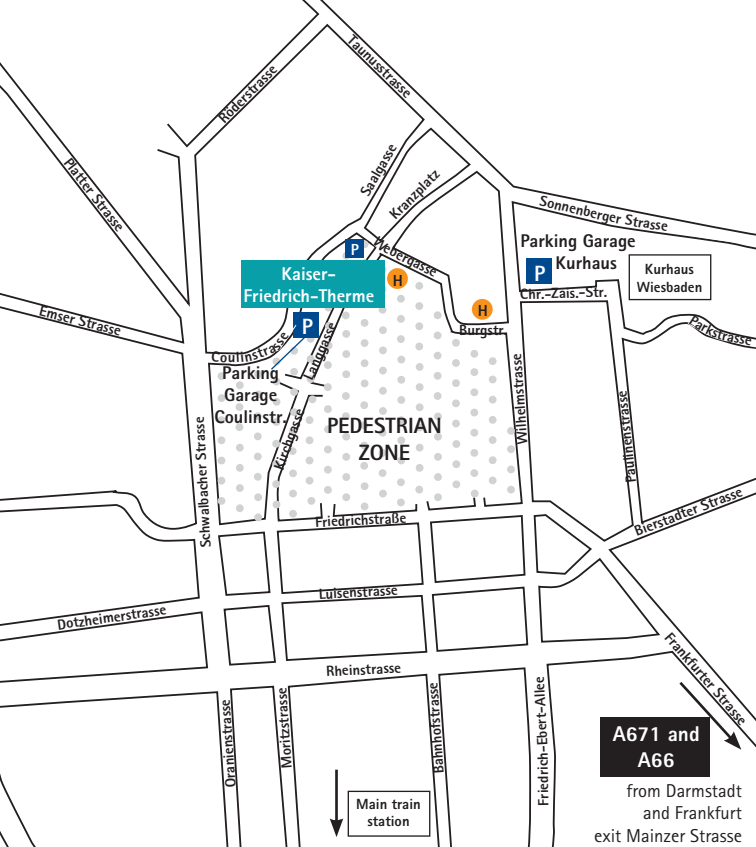 Taunusstrasse
Röderstrasse
Platter Strasse
Saalgasse
Kranzplatz
Sonnenberger Strasse
Webergasse
P
Parking Garage
P
Kurhaus
Kurhaus
Wiesbaden
Kaiser-
Friedrich-Therme
H
Chr.-Zais.-Str.
H
Emser Strasse
P
Burgstr.
Parkstrasse
Coulinstrasse
Langgasse
Parking
Garage
Coulinstr.
Wilhelmstrasse
Paulinenstrasse
Kirchgasse
PEDESTRIAN
ZONE
Schwalbacher Strasse
Friedrichstraße
Bierstadter Strasse
Luisenstrasse
Dotzheimerstrasse
Rheinstrasse
Frankfurter Strasse
Oranienstrasse
Moritzstrasse
Bahnhofstrasse
Friedrich-Ebert-Allee
A671 and
A66
from Darmstadt
and Frankfurt
exit Mainzer Strasse
Main train
station